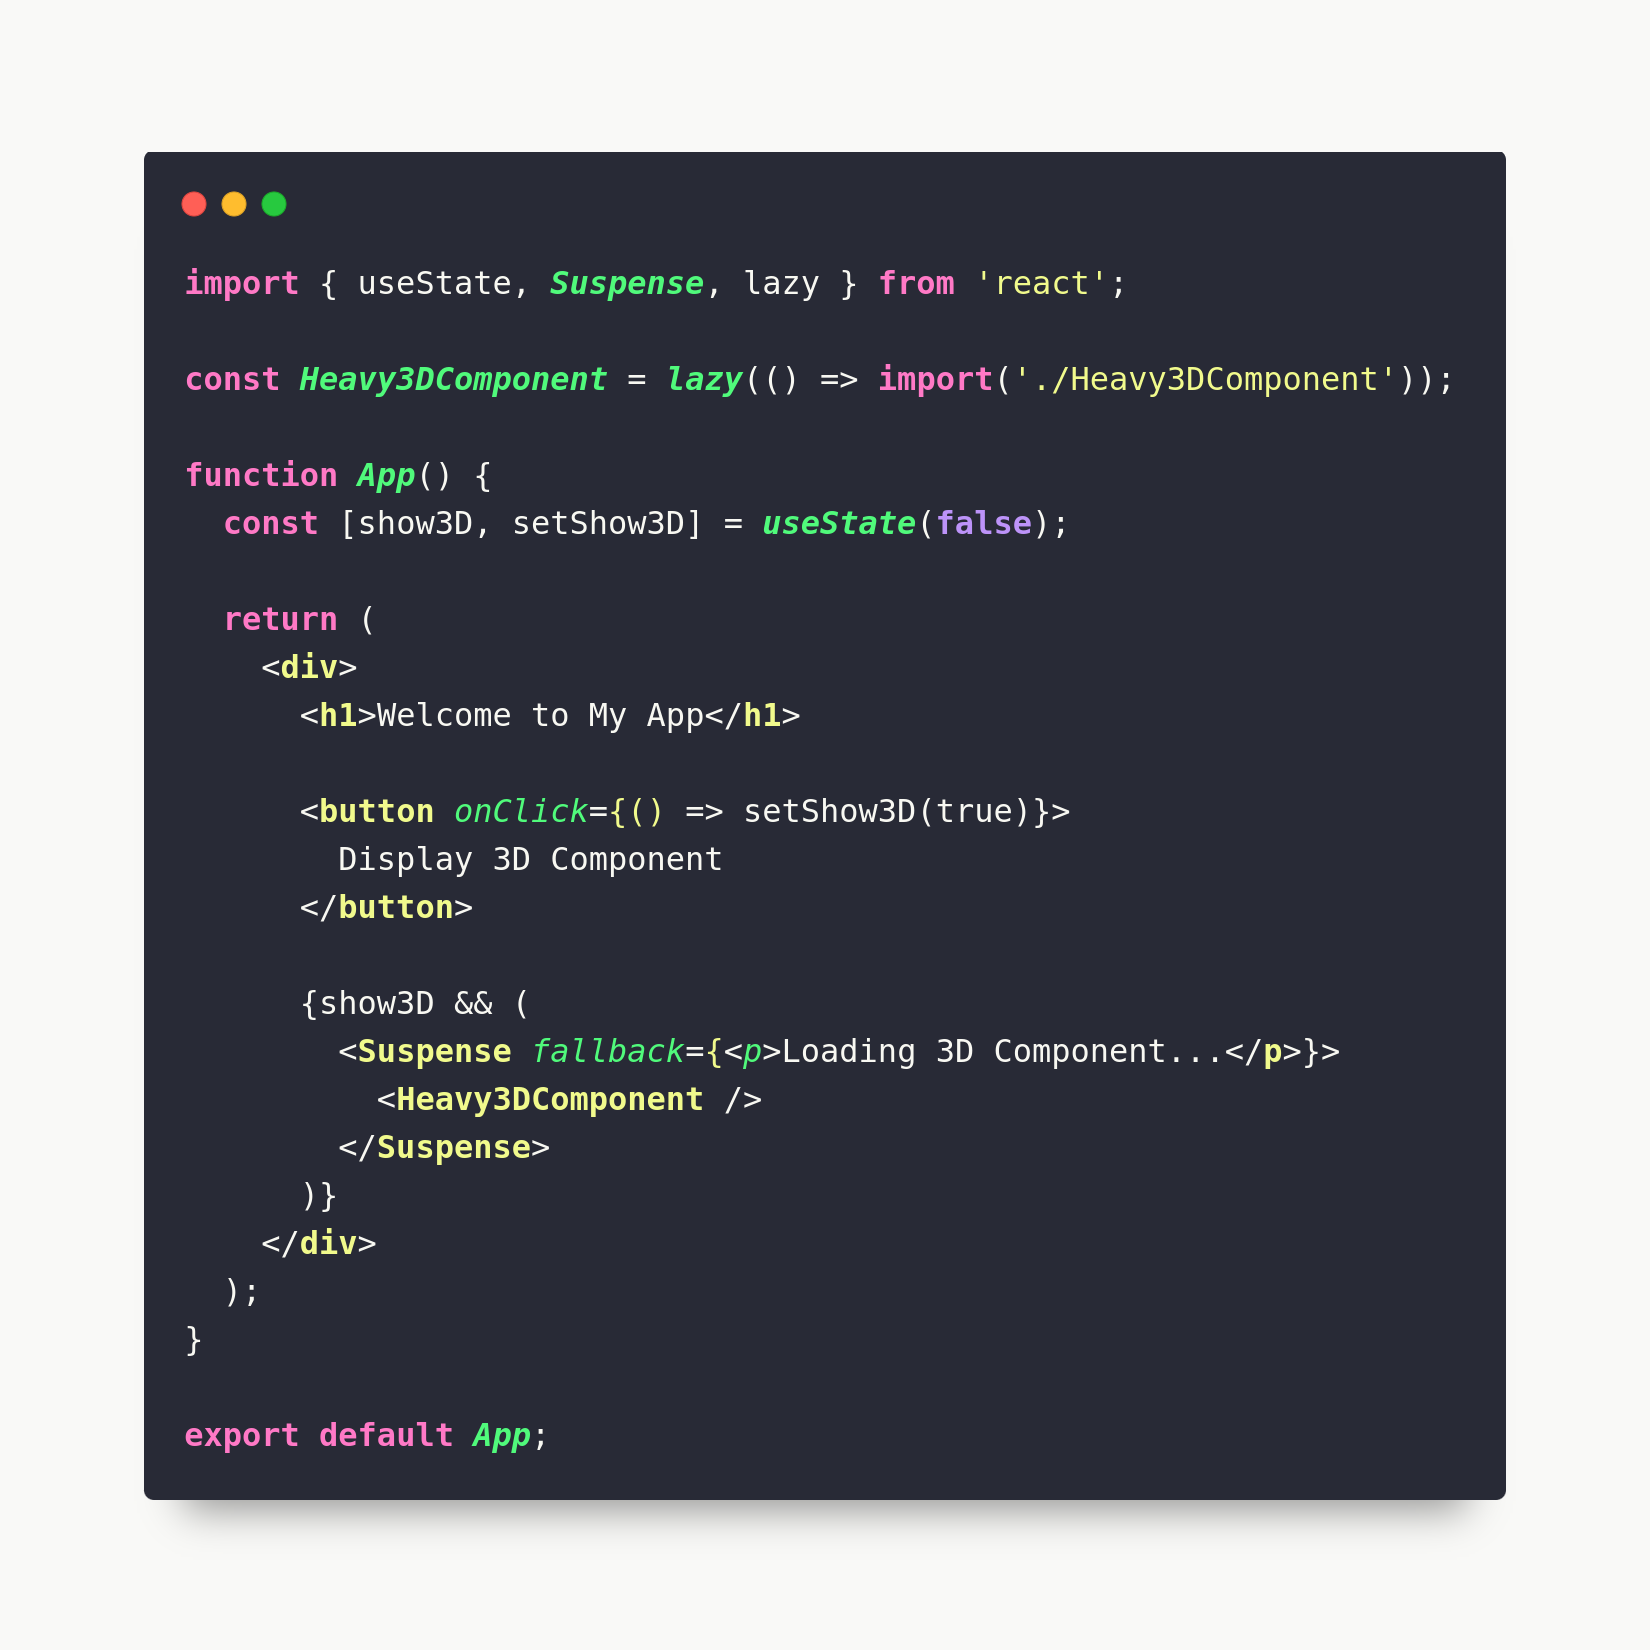 import { useState, Suspense, lazy } from 'react';

const Heavy3DComponent = lazy(() => import('./Heavy3DComponent'));

function App() {
  const [show3D, setShow3D] = useState(false);

  return (
    <div>
      <h1>Welcome to My App</h1>

      <button onClick={() => setShow3D(true)}>
        Display 3D Component
      </button>

      {show3D && (
        <Suspense fallback={<p>Loading 3D Component...</p>}>
          <Heavy3DComponent />
        </Suspense>
      )}
    </div>
  );
}

export default App;